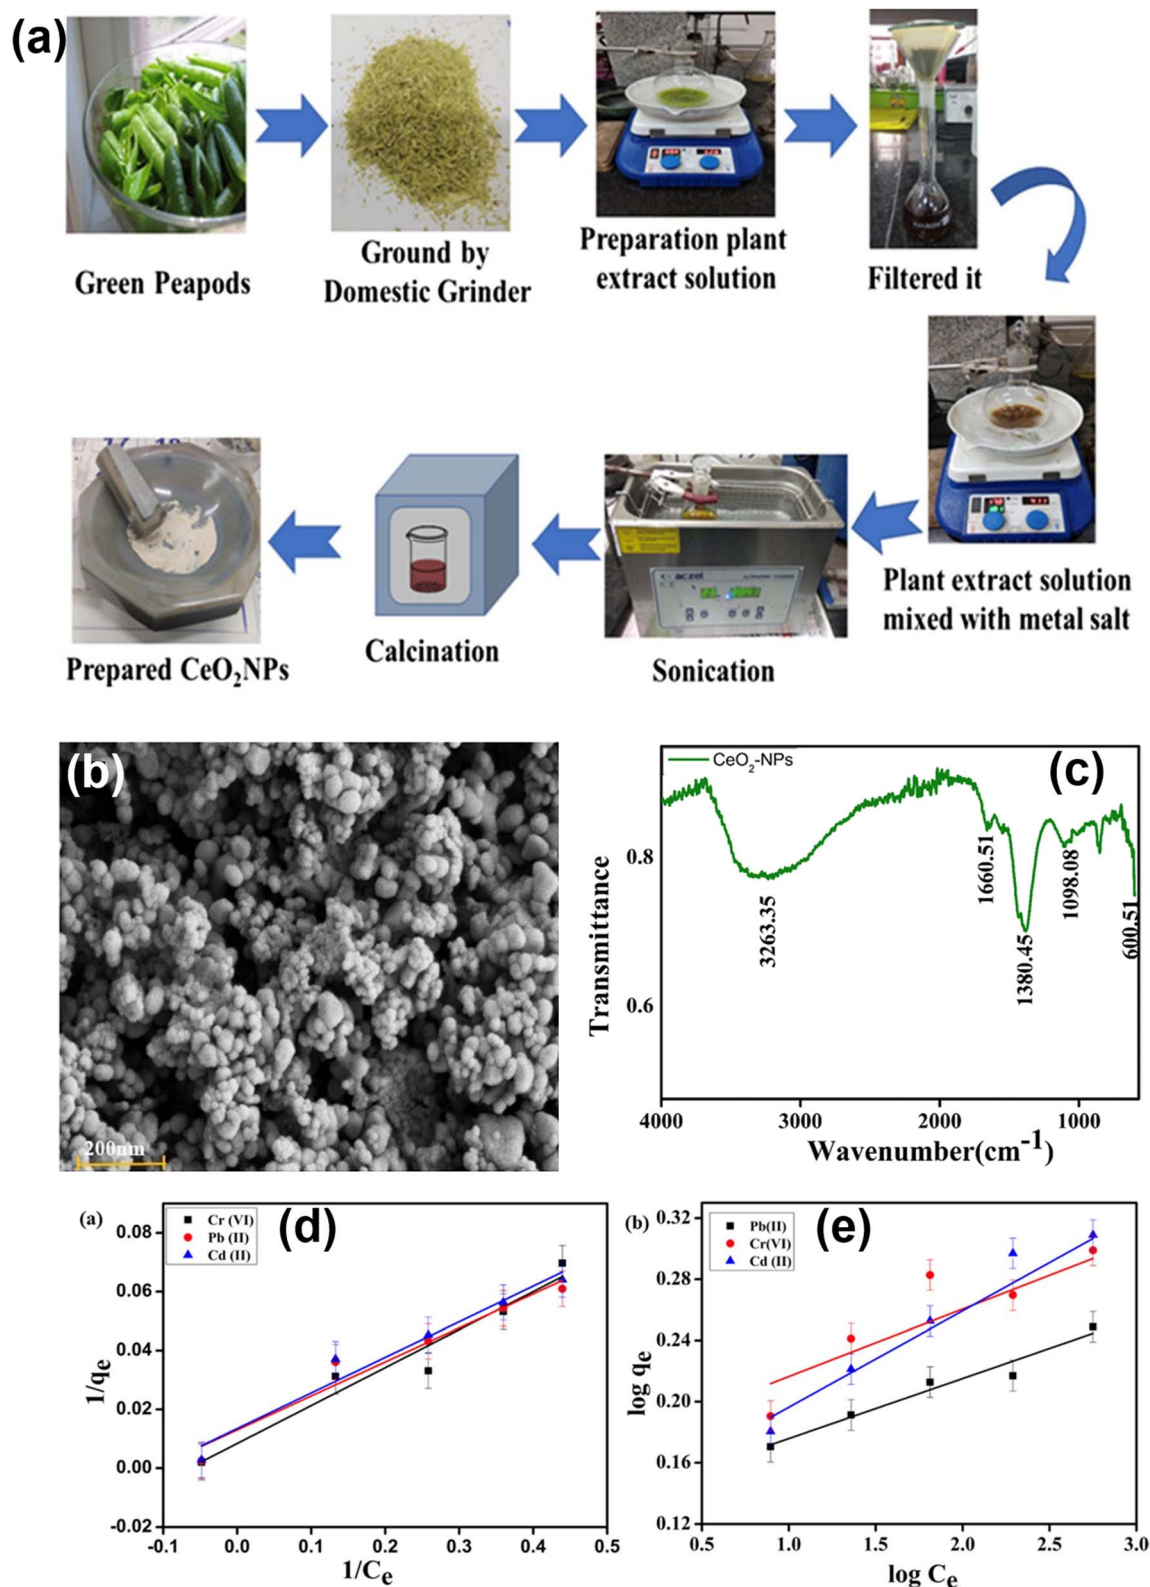 (a)
Green Peapods
Ground by
Domestic Grinder
Preparation plant
extract solution
Filtered it
Plant extract solution
mixed with metal salt
Sonication
Calcination
Prepared CeO₂NPs
(b)
200nm
(c)
CeO₂-NPs
Transmittance
0.8
0.6
3263.35
1660.51
1380.45
1098.08
600.51
4000
3000
2000
1000
Wavenumber(cm⁻¹)
(a)
(d)
Cr (VI)
Pb (II)
Cd (II)
1/qₑ
0.08
0.06
0.04
0.02
0.00
-0.02
-0.1
0.0
0.1
0.2
0.3
0.4
0.5
1/Cₑ
(b)
(e)
Pb(II)
Cr(VI)
Cd (II)
log qₑ
0.32
0.28
0.24
0.20
0.16
0.12
0.5
1.0
1.5
2.0
2.5
3.0
log Cₑ